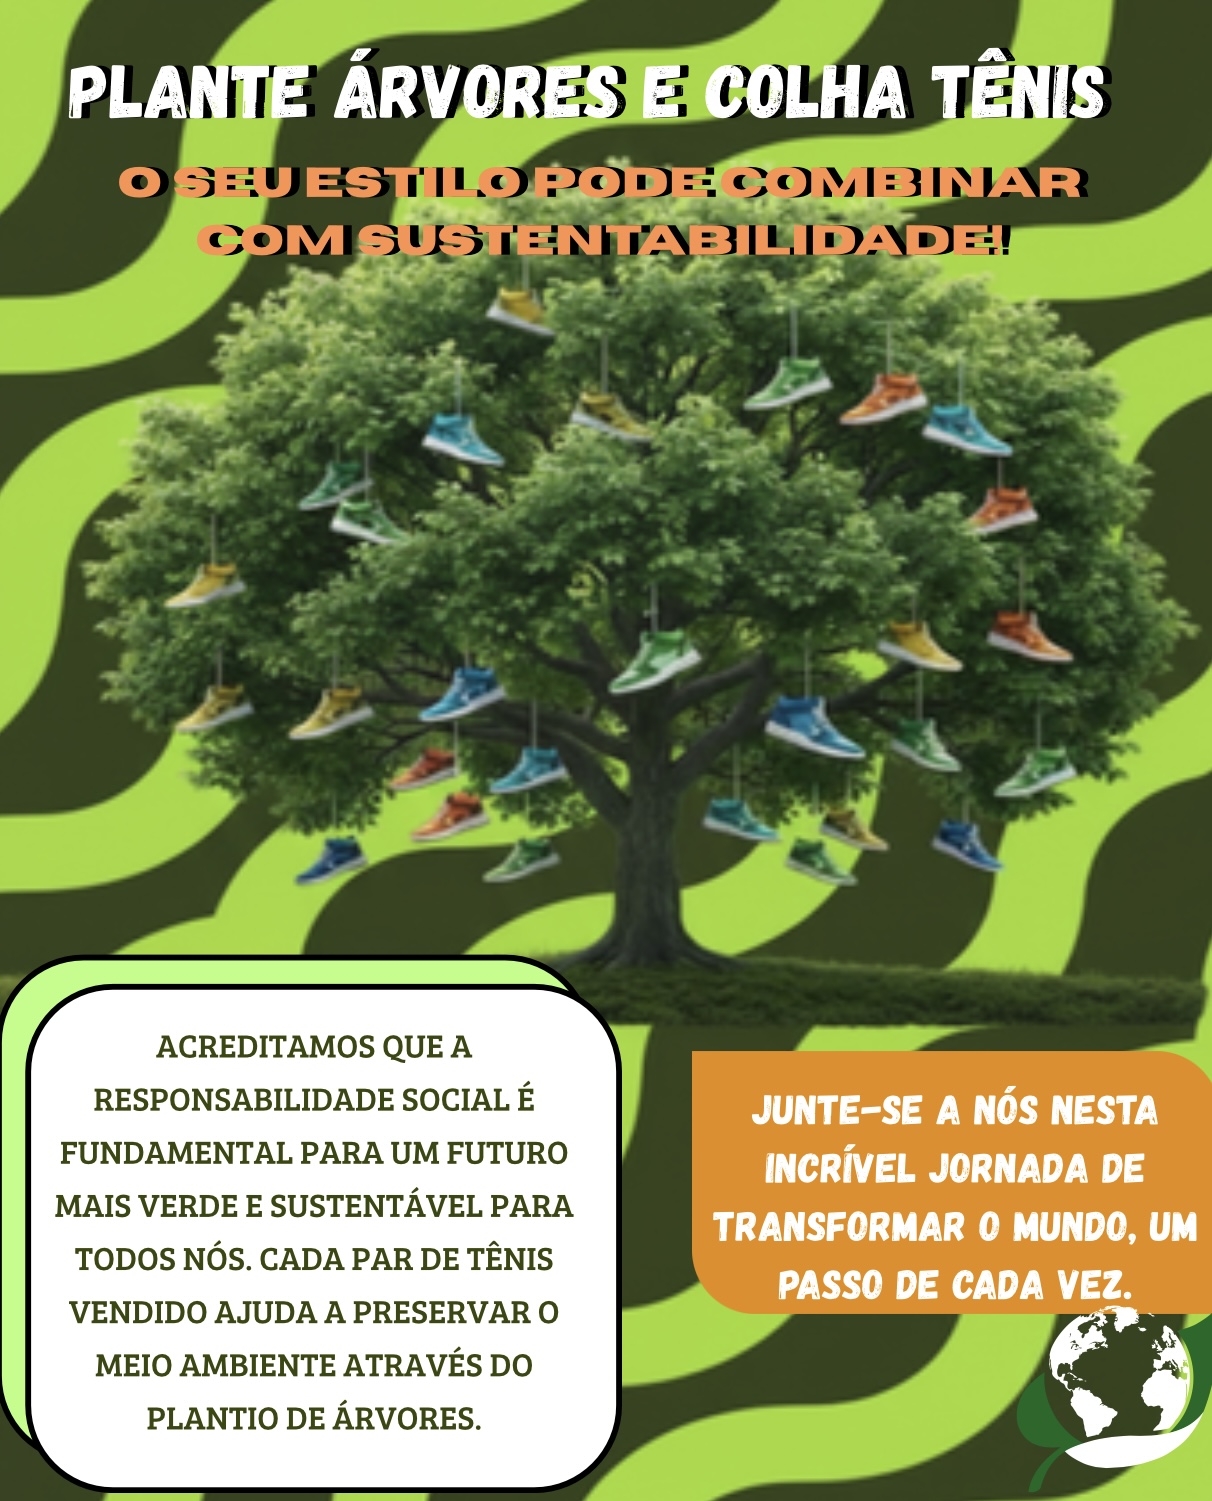 PLANTE ÁRVORES E COLHA TÊNIS
O SEU ESTILO PODE COMBINAR
COM SUSTENTABILIDADE!
ACREDITAMOS QUE A
RESPONSABILIDADE SOCIAL É
FUNDAMENTAL PARA UM FUTURO
MAIS VERDE E SUSTENTÁVEL PARA
TODOS NÓS. CADA PAR DE TÊNIS
VENDIDO AJUDA A PRESERVAR O
MEIO AMBIENTE ATRAVÉS DO
PLANTIO DE ÁRVORES.
JUNTE-SE A NÓS NESTA
INCRÍVEL JORNADA DE
TRANSFORMAR O MUNDO, UM
PASSO DE CADA VEZ.